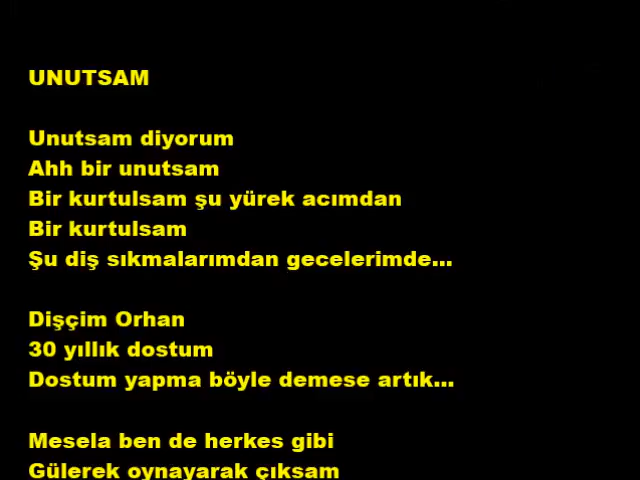 UNUTSAM
Unutsam diyorum
Ahh bir unutsam
Bir kurtulsam şu yürek acımdan
Bir kurtulsam
Şu diş sıkmalarımdan gecelerimde...
Dişçim Orhan
30 yıllık dostum
Dostum yapma böyle demese artık...
Mesela ben de herkes gibi
Gülerek oynayarak çıksam